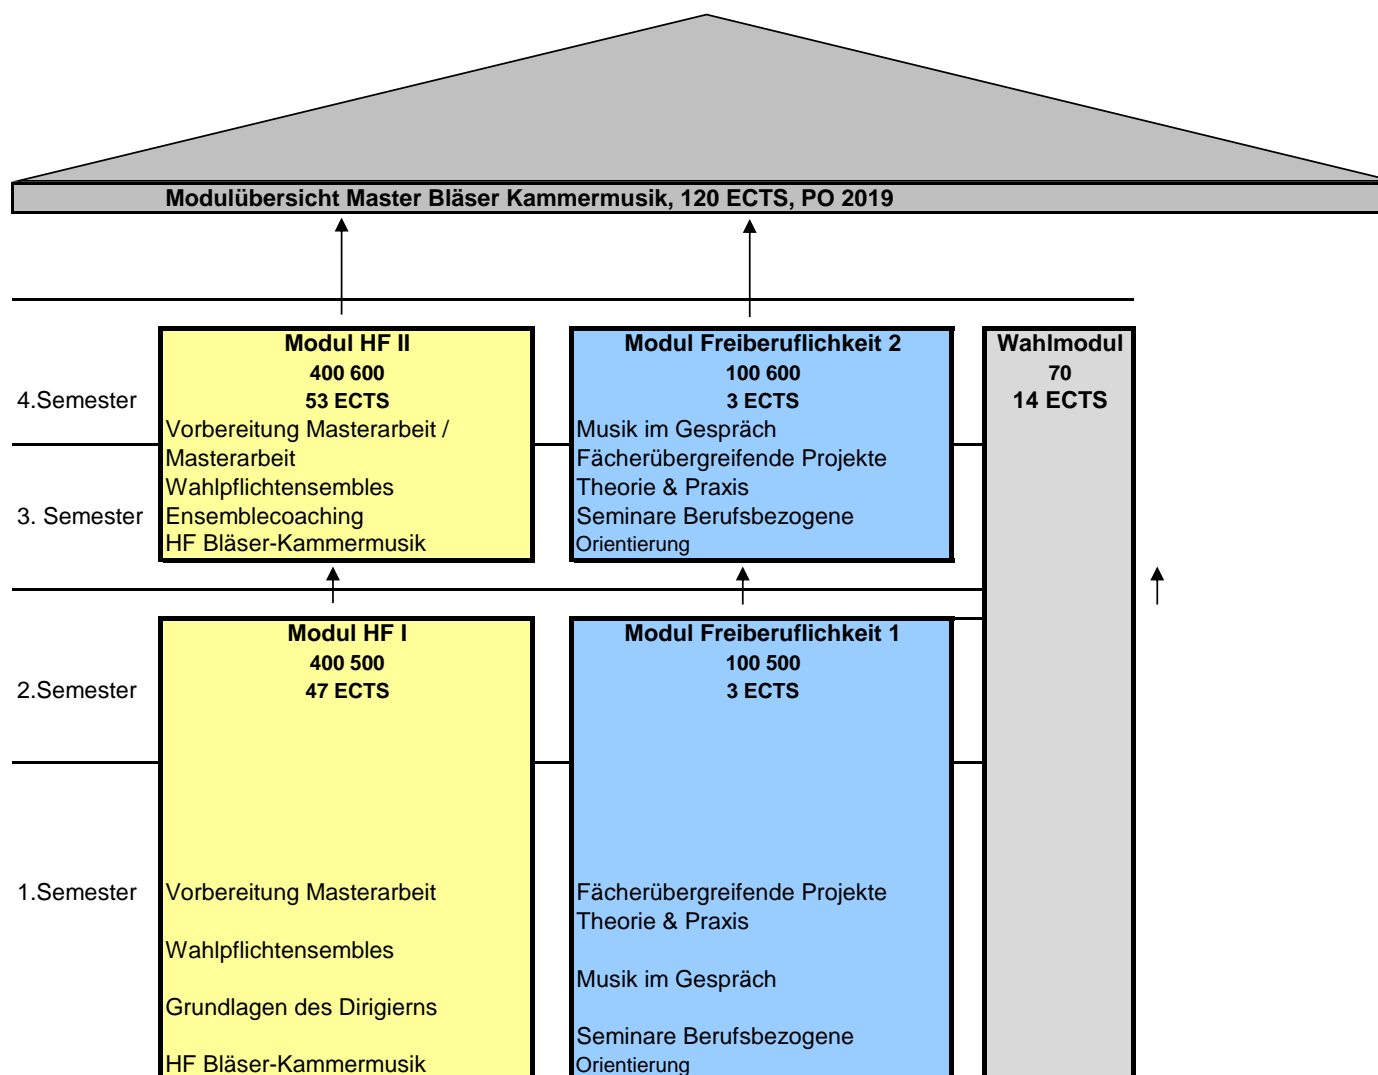 Modulübersicht Master Bläser Kammermusik, 120 ECTS, PO 2019
4.Semester
3. Semester
Modul HF II
400 600
53 ECTS
Vorbereitung Masterarbeit /
Masterarbeit
Wahlpflichtensembles
Ensemblecoaching
HF Bläser-Kammermusik
Modul Freiberuflichkeit 2
100 600
3 ECTS
Musik im Gespräch
Fächerübergreifende Projekte
Theorie & Praxis
Seminare Berufsbezogene
Orientierung
Wahlmodul
70
14 ECTS
2.Semester
1.Semester
Modul HF I
400 500
47 ECTS
Vorbereitung Masterarbeit
Wahlpflichtensembles
Grundlagen des Dirigierns
HF Bläser-Kammermusik
Modul Freiberuflichkeit 1
100 500
3 ECTS
Fächerübergreifende Projekte
Theorie & Praxis
Musik im Gespräch
Seminare Berufsbezogene
Orientierung